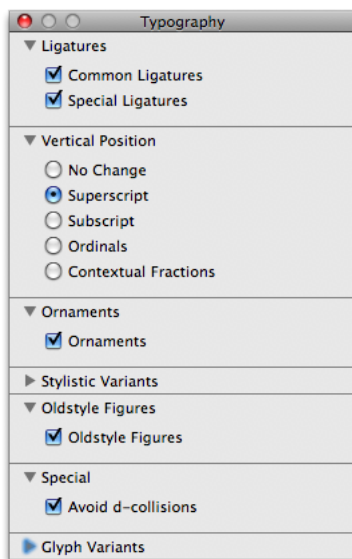 Typography
Ligatures
Common Ligatures
Special Ligatures
Vertical Position
No Change
Superscript
Subscript
Ordinals
Contextual Fractions
Ornaments
Ornaments
Stylistic Variants
Oldstyle Figures
Oldstyle Figures
Special
Avoid d-collisions
Glyph Variants